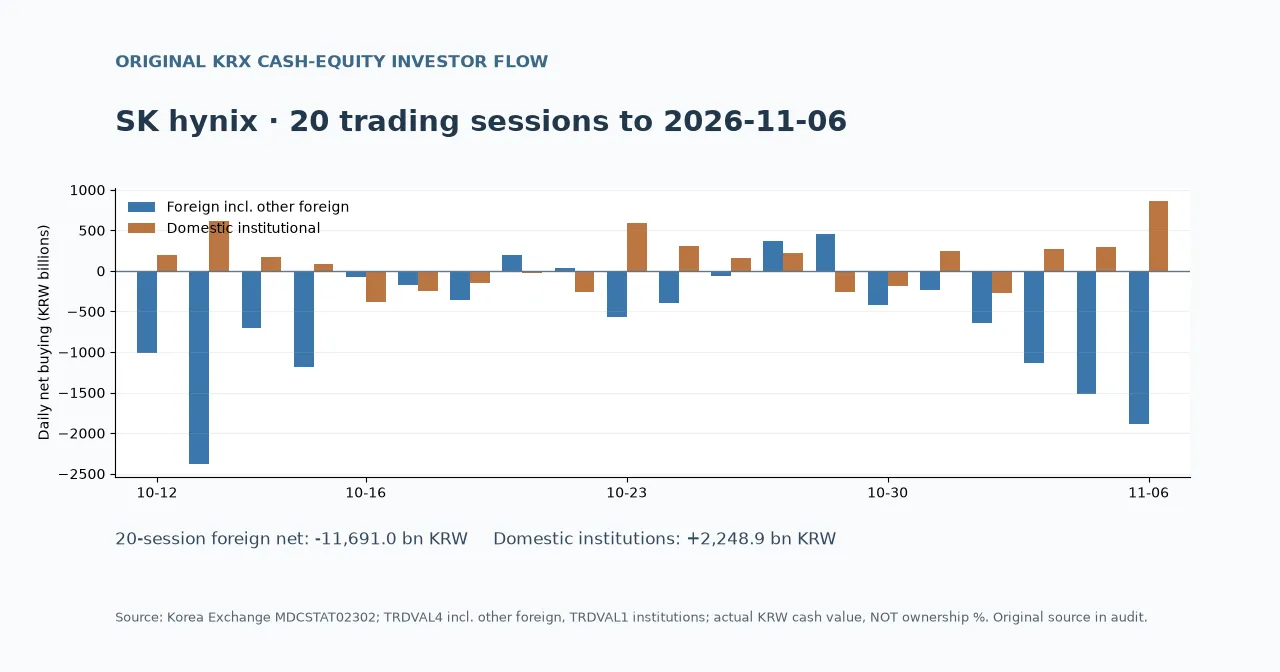 ORIGINAL KRX CASH-EQUITY INVESTOR FLOW
SK hynix · 20 trading sessions to 2026-11-06
Daily net buying (KRW billions)
1000
500
0
−500
−1000
−1500
−2000
−2500
Foreign incl. other foreign
Domestic institutional
10-12
10-16
10-23
10-30
11-06
20-session foreign net: -11,691.0 bn KRW Domestic institutions: +2,248.9 bn KRW
Source: Korea Exchange MDCSTAT02302; TRDVAL4 incl. other foreign, TRDVAL1 institutions; actual KRW cash value, NOT ownership %. Original source in audit.